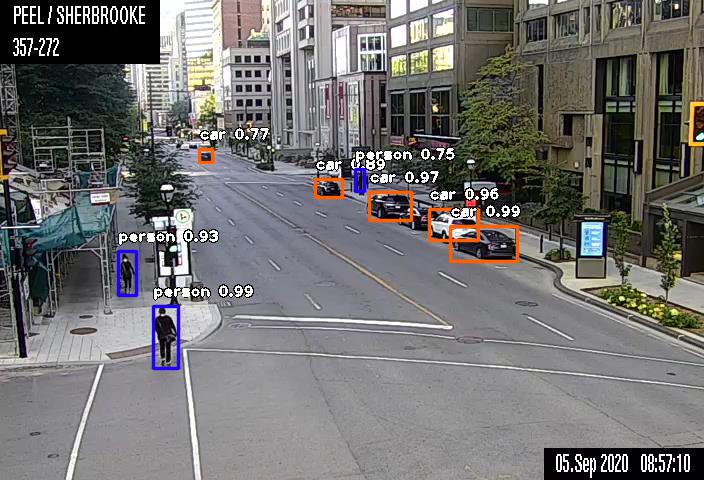 PEEL / SHERBROOKE
357-272
car 0.77
person 0.75
car 0.89
car 0.97
car 0.96
car 0.99
person 0.93
person 0.99
05.Sep 2020 08:57:10